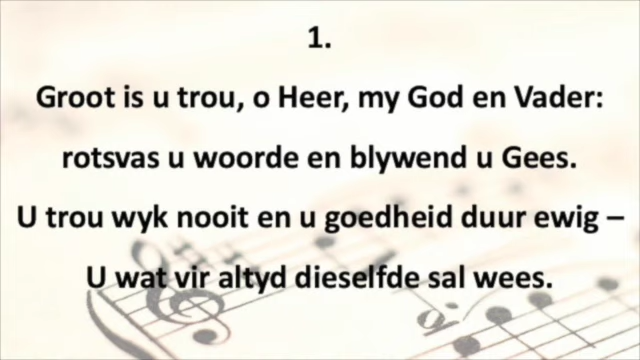 1.
Groot is u trou, o Heer, my God en Vader:
rotsvas u woorde en blywend u Gees.
U trou wyk nooit en u goedheid duur ewig –
U wat vir altyd dieselfde sal wees.